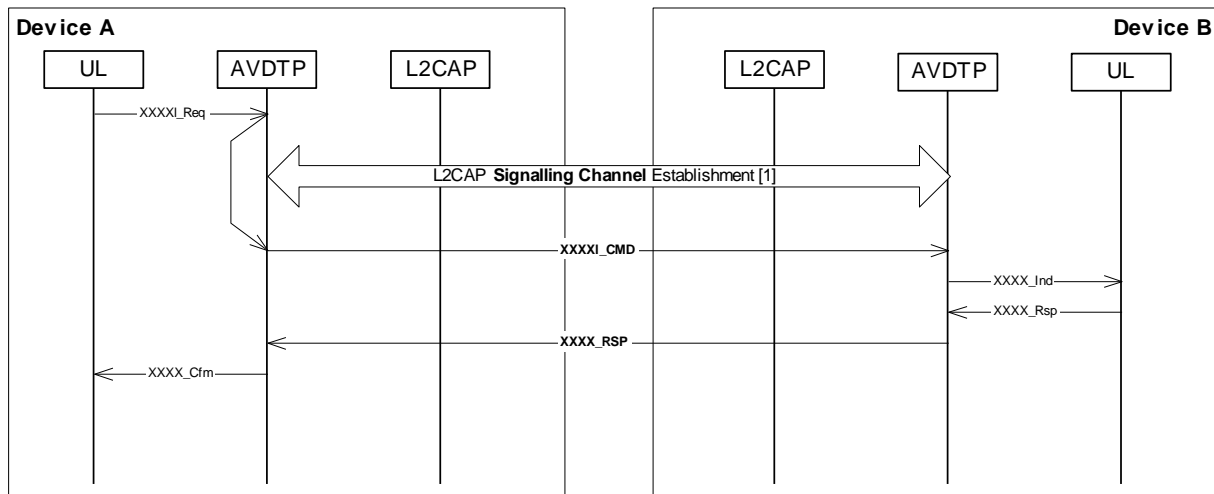 Device A
Device B
UL
AVDTP
L2CAP
L2CAP
AVDTP
UL
XXXXI_Req
L2CAP Signalling Channel Establishment [1]
XXXXI_CMD
XXXX_Ind
XXXX_Rsp
XXXX_RSP
XXXX_Cfm